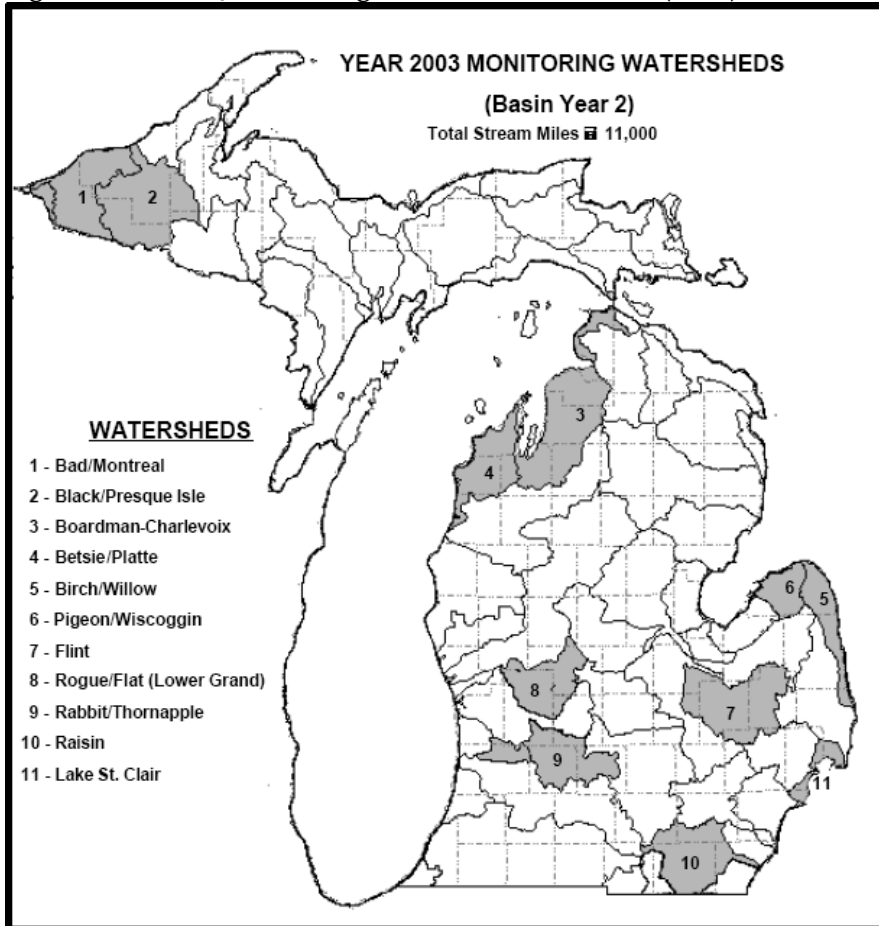 YEAR 2003 MONITORING WATERSHEDS
(Basin Year 2)
Total Stream Miles 11,000
WATERSHEDS
1 - Bad/Montreal
2 - Black/Presque Isle
3 - Boardman-Charlevoix
4 - Betsie/Platte
5 - Birch/Willow
6 - Pigeon/Wiscoggin
7 - Flint
8 - Rogue/Flat (Lower Grand)
9 - Rabbit/Thornapple
10 - Raisin
11 - Lake St. Clair
1
2
3
4
6
5
8
7
9
11
10